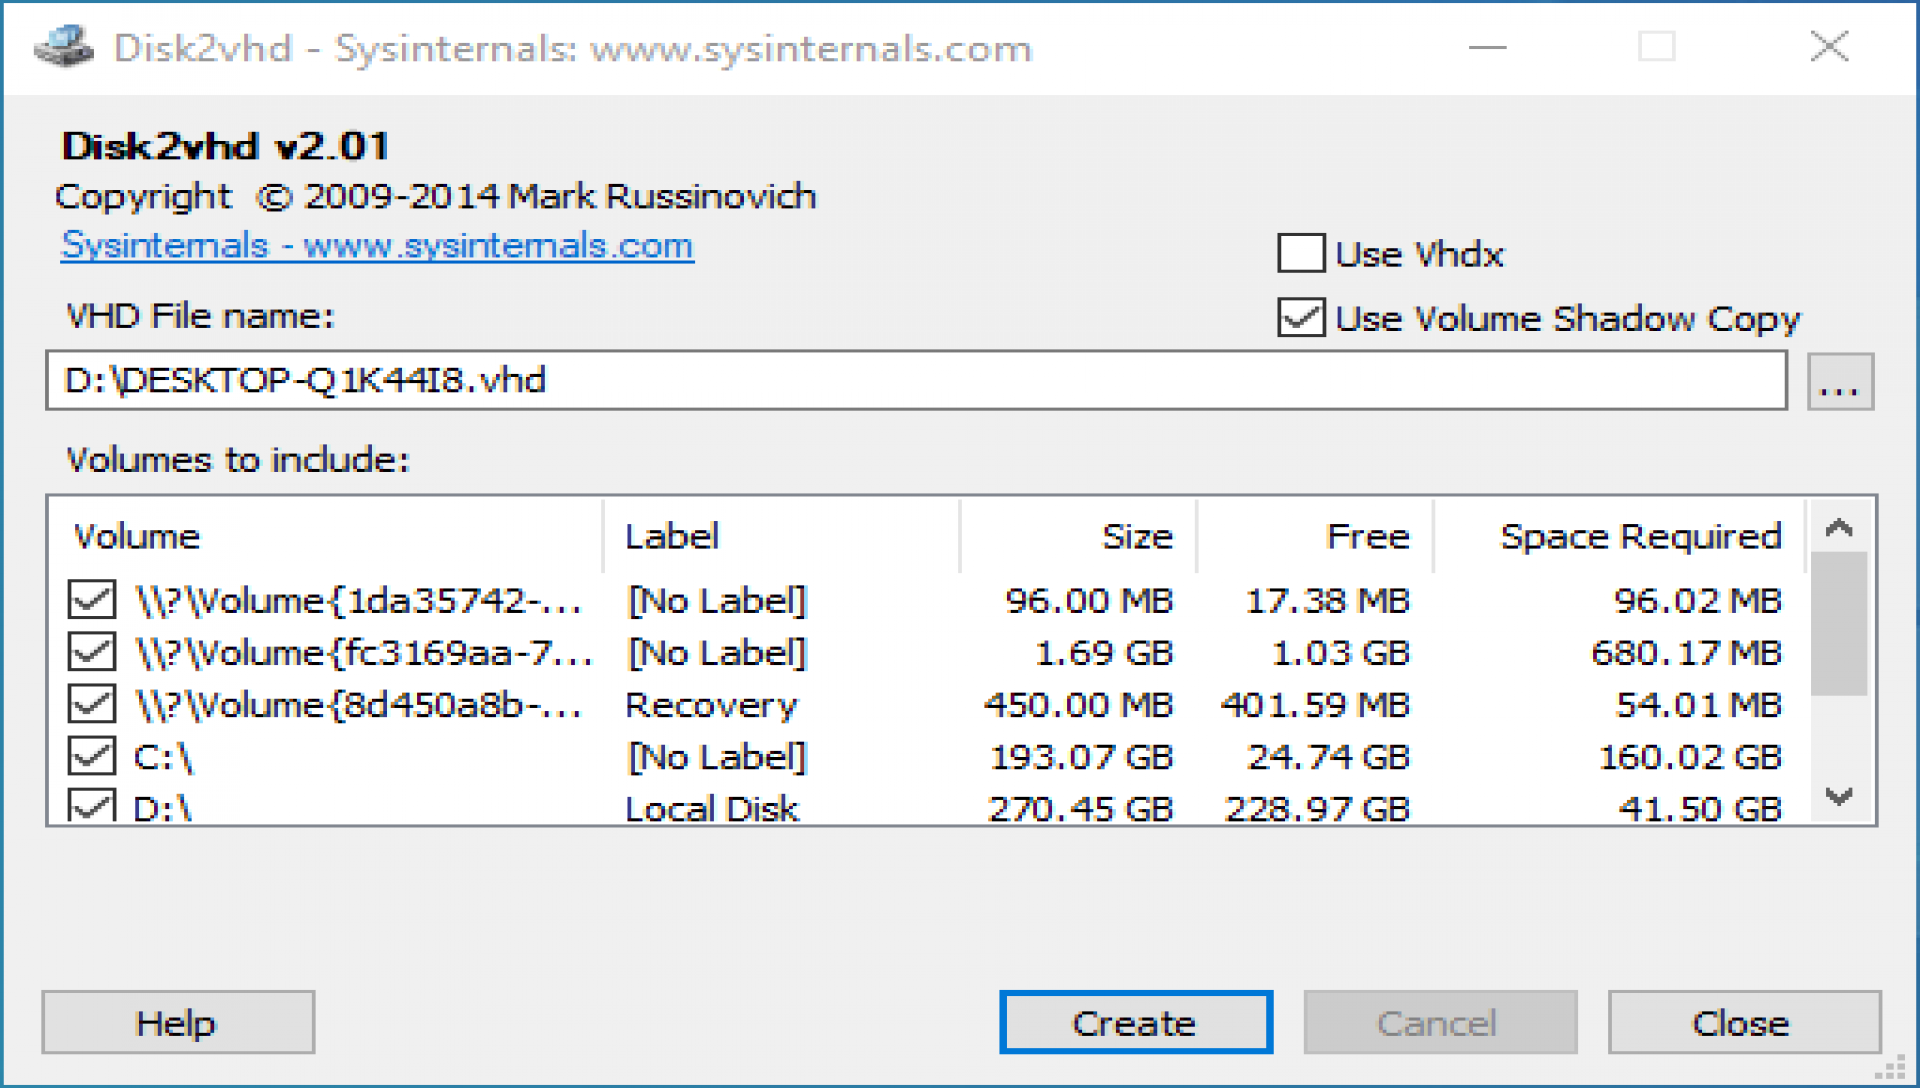 Disk2vhd - Sysinternals: www.sysinternals.com
Disk2vhd v2.01
Copyright © 2009-2014 Mark Russinovich
Sysinternals - www.sysinternals.com
Use Vhdx
VHD File name:
Use Volume Shadow Copy
D:\DESKTOP-Q1K44I8.vhd
...
Volumes to include:
Volume Label Size Free Space Required
\\?\Volume{1da35742-... [No Label] 96.00 MB 17.38 MB 96.02 MB
\\?\Volume{fc3169aa-7... [No Label] 1.69 GB 1.03 GB 680.17 MB
\\?\Volume{8d450a8b-... Recovery 450.00 MB 401.59 MB 54.01 MB
C:\ [No Label] 193.07 GB 24.74 GB 160.02 GB
D:\ Local Disk 270.45 GB 228.97 GB 41.50 GB
Help Create Cancel Close